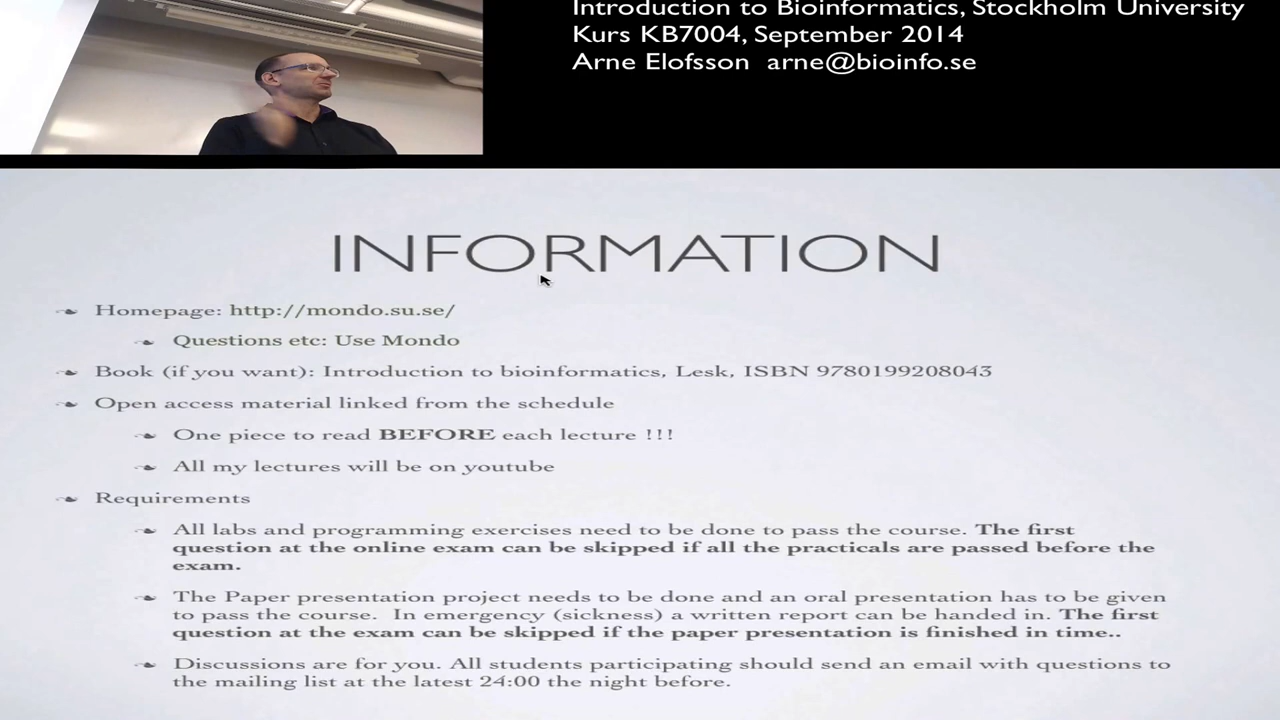 Introduction to Bioinformatics, Stockholm University
Kurs KB7004, September 2014
Arne Elofsson arne@bioinfo.se
INFORMATION
Homepage: http://mondo.su.se/
Questions etc: Use Mondo
Book (if you want): Introduction to bioinformatics, Lesk, ISBN 9780199208043
Open access material linked from the schedule
One piece to read BEFORE each lecture !!!
All my lectures will be on youtube
Requirements
All labs and programming exercises need to be done to pass the course. The first
question at the online exam can be skipped if all the practicals are passed before the
exam.
The Paper presentation project needs to be done and an oral presentation has to be given
to pass the course. In emergency (sickness) a written report can be handed in. The first
question at the exam can be skipped if the paper presentation is finished in time..
Discussions are for you. All students participating should send an email with questions to
the mailing list at the latest 24:00 the night before.